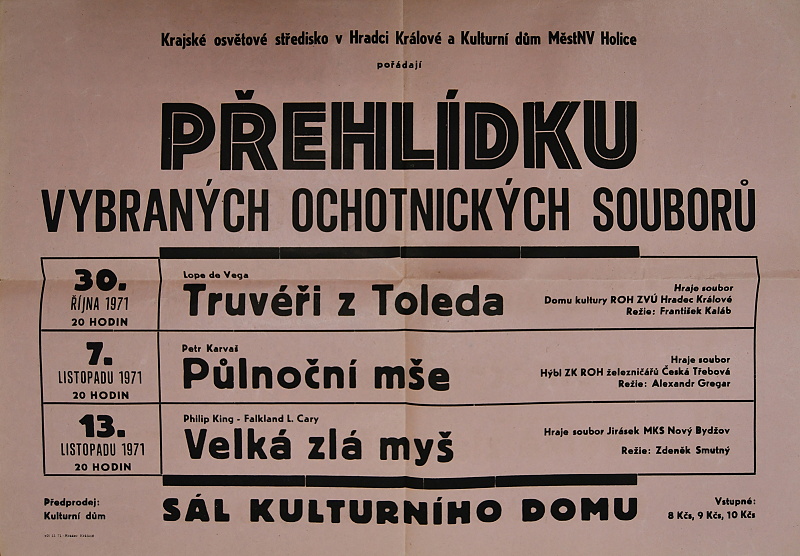 Krajské osvětové středisko v Hradci Králové a Kulturní dům MěstNV Holice
pořádají
PŘEHLÍDKU
VYBRANÝCH OCHOTNICKÝCH SOUBORŮ
30.
ŘÍJNA 1971
20 HODIN
Lope de Vega
Truvéři z Toleda
Hraje soubor
Domu kultury ROH ZVÚ Hradec Králové
Režie: František Kaláb
7.
LISTOPADU 1971
20 HODIN
Petr Karvaš
Půlnoční mše
Hraje soubor
Hýbl ZK ROH železničářů Česká Třebová
Režie: Alexandr Gregar
13.
LISTOPADU 1971
20 HODIN
Philip King - Falkland L. Cary
Velká zlá myš
Hraje soubor Jirásek MKS Nový Bydžov
Režie: Zdeněk Smutný
Předprodej:
Kulturní dům
SÁL KULTURNÍHO DOMU
Vstupné:
8 Kčs, 9 Kčs, 10 Kčs